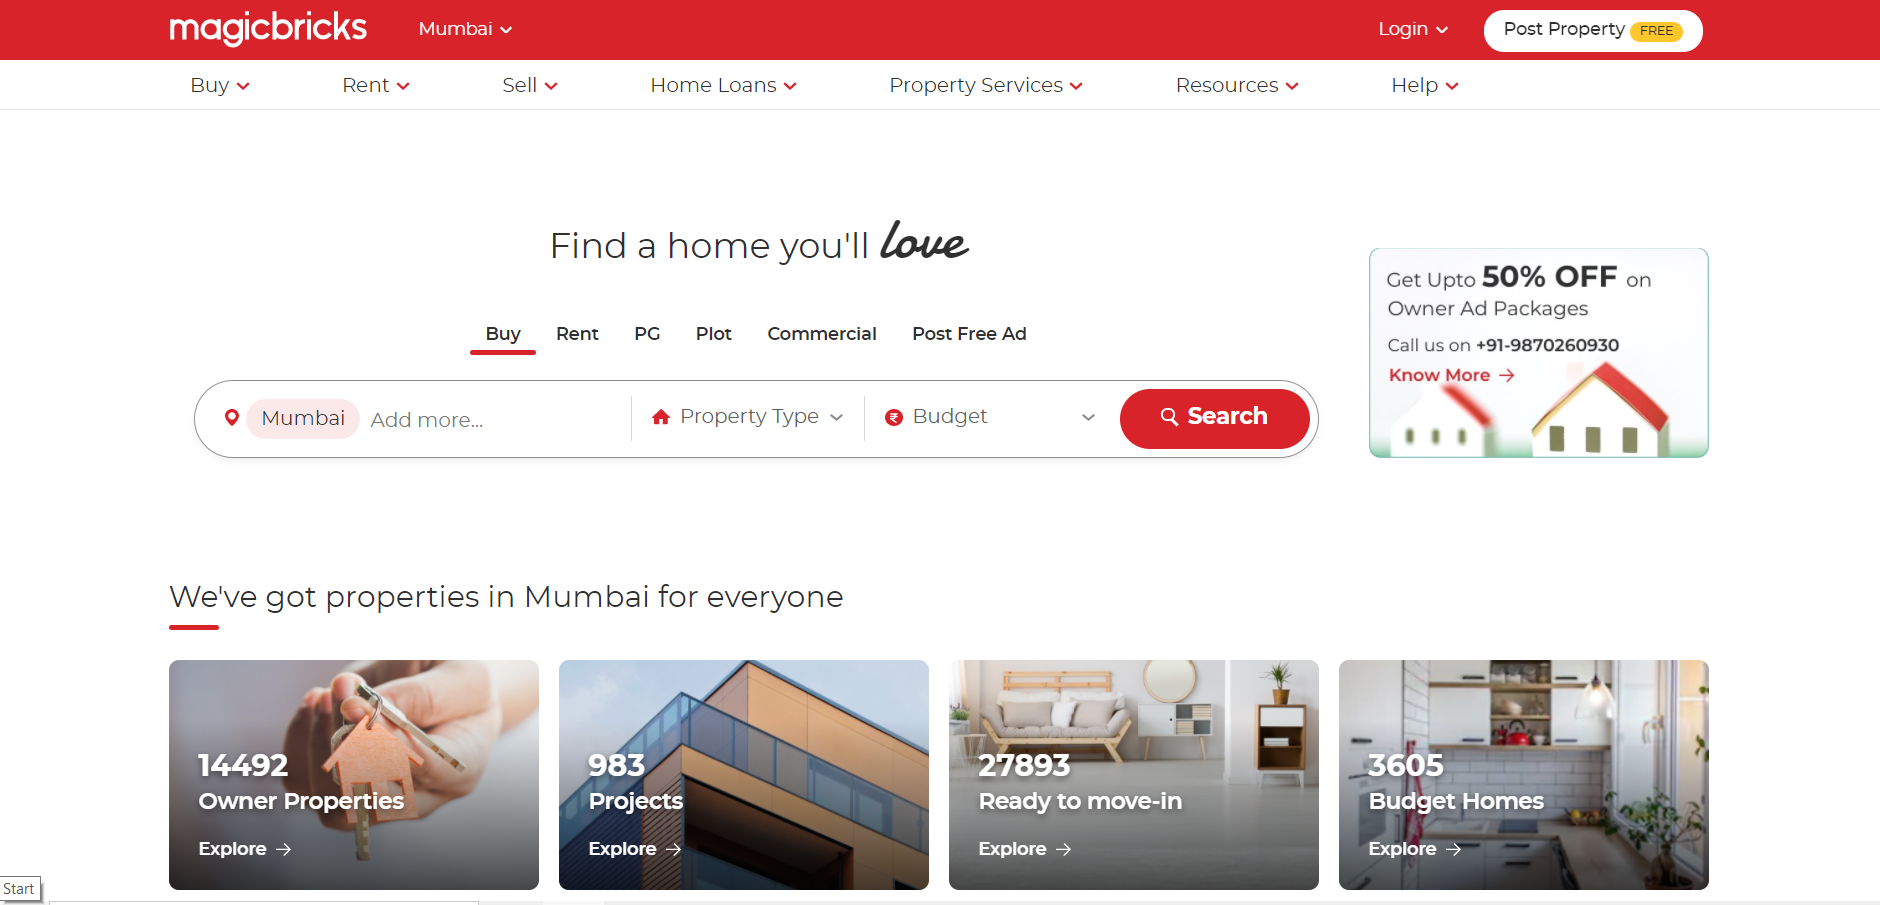 magicbricks
Mumbai
Login
Post Property FREE
Buy
Rent
Sell
Home Loans
Property Services
Resources
Help
Find a home you'll love
Buy
Rent
PG
Plot
Commercial
Post Free Ad
Mumbai
Add more...
Property Type
Budget
Search
Get Upto 50% OFF on
Owner Ad Packages
Call us on +91-9870260930
Know More
We've got properties in Mumbai for everyone
14492
Owner Properties
Explore
983
Projects
Explore
27893
Ready to move-in
Explore
3605
Budget Homes
Explore
Start